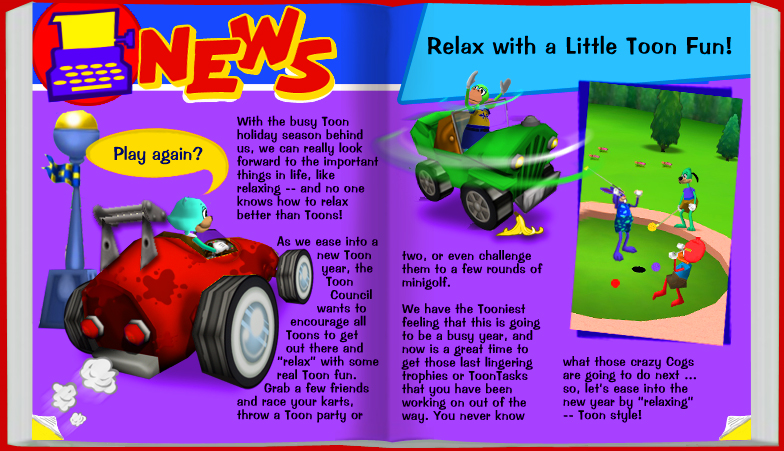 NEWS
Relax with a Little Toon Fun!
Play again?
With the busy Toon
holiday season behind
us, we can really look
forward to the important
things in life, like
relaxing -- and no one
knows how to relax
better than Toons!
As we ease into a
new Toon
year, the
Toon
Council
wants to
encourage all
Toons to get
out there and
"relax" with some
real Toon fun.
Grab a few friends
and race your karts,
throw a Toon party or
two, or even challenge
them to a few rounds of
minigolf.
We have the Tooniest
feeling that this is going
to be a busy year, and
now is a great time to
get those last lingering
trophies or ToonTasks
that you have been
working on out of the
way. You never know
what those crazy Cogs
are going to do next ...
so, let's ease into the
new year by "relaxing"
-- Toon style!